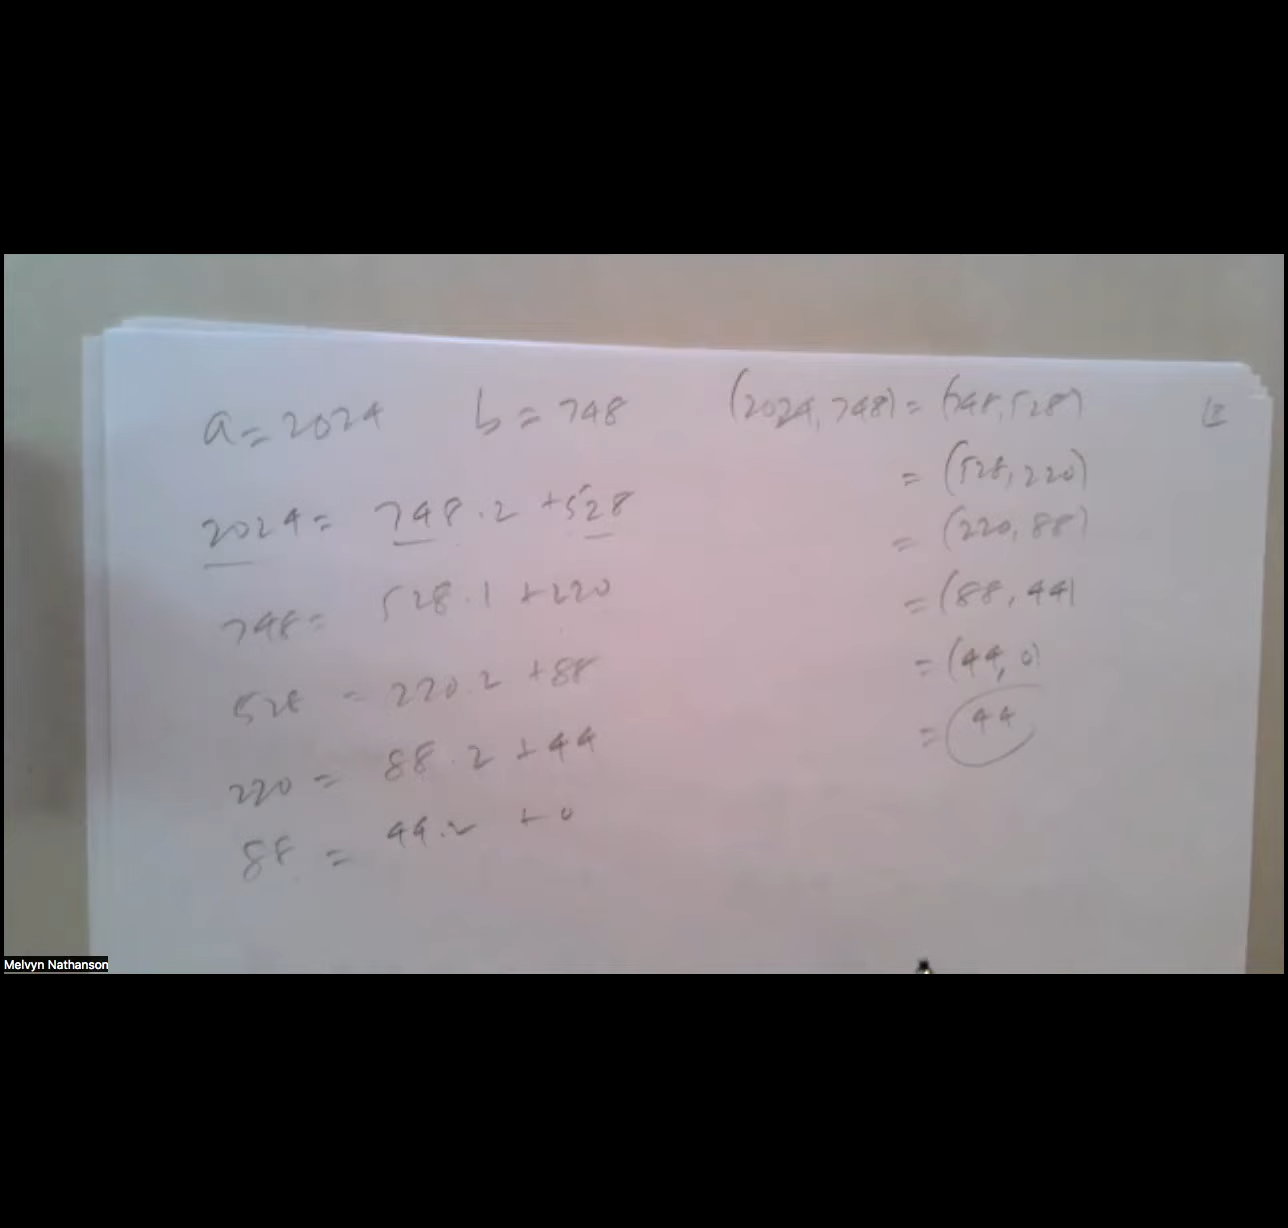 a = 2024 b = 748
2024 = 748.2 + 528
748 = 528.1 + 220
528 = 220.2 + 88
220 = 88.2 + 44
88 = 44.2 + 0
(2024, 748) = (748, 528)
= (528, 220)
= (220, 88)
= (88, 44)
= (44, 0)
= 44
Melvyn Nathanson